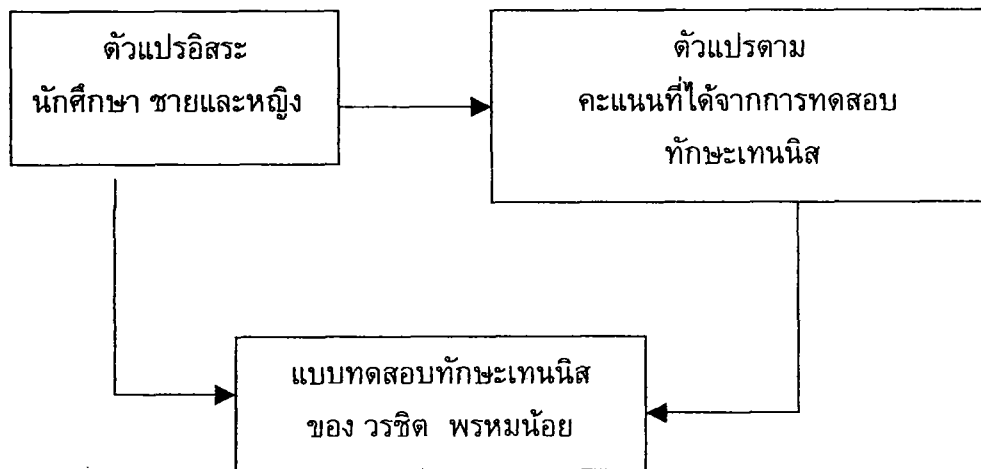 ตัวแปรอิสระ
นักศึกษา ชายและหญิง
ตัวแปรตาม
คะแนนที่ได้จากการทดสอบ
ทักษะเทนนิส
แบบทดสอบทักษะเทนนิส
ของ วรชิต พรหมน้อย